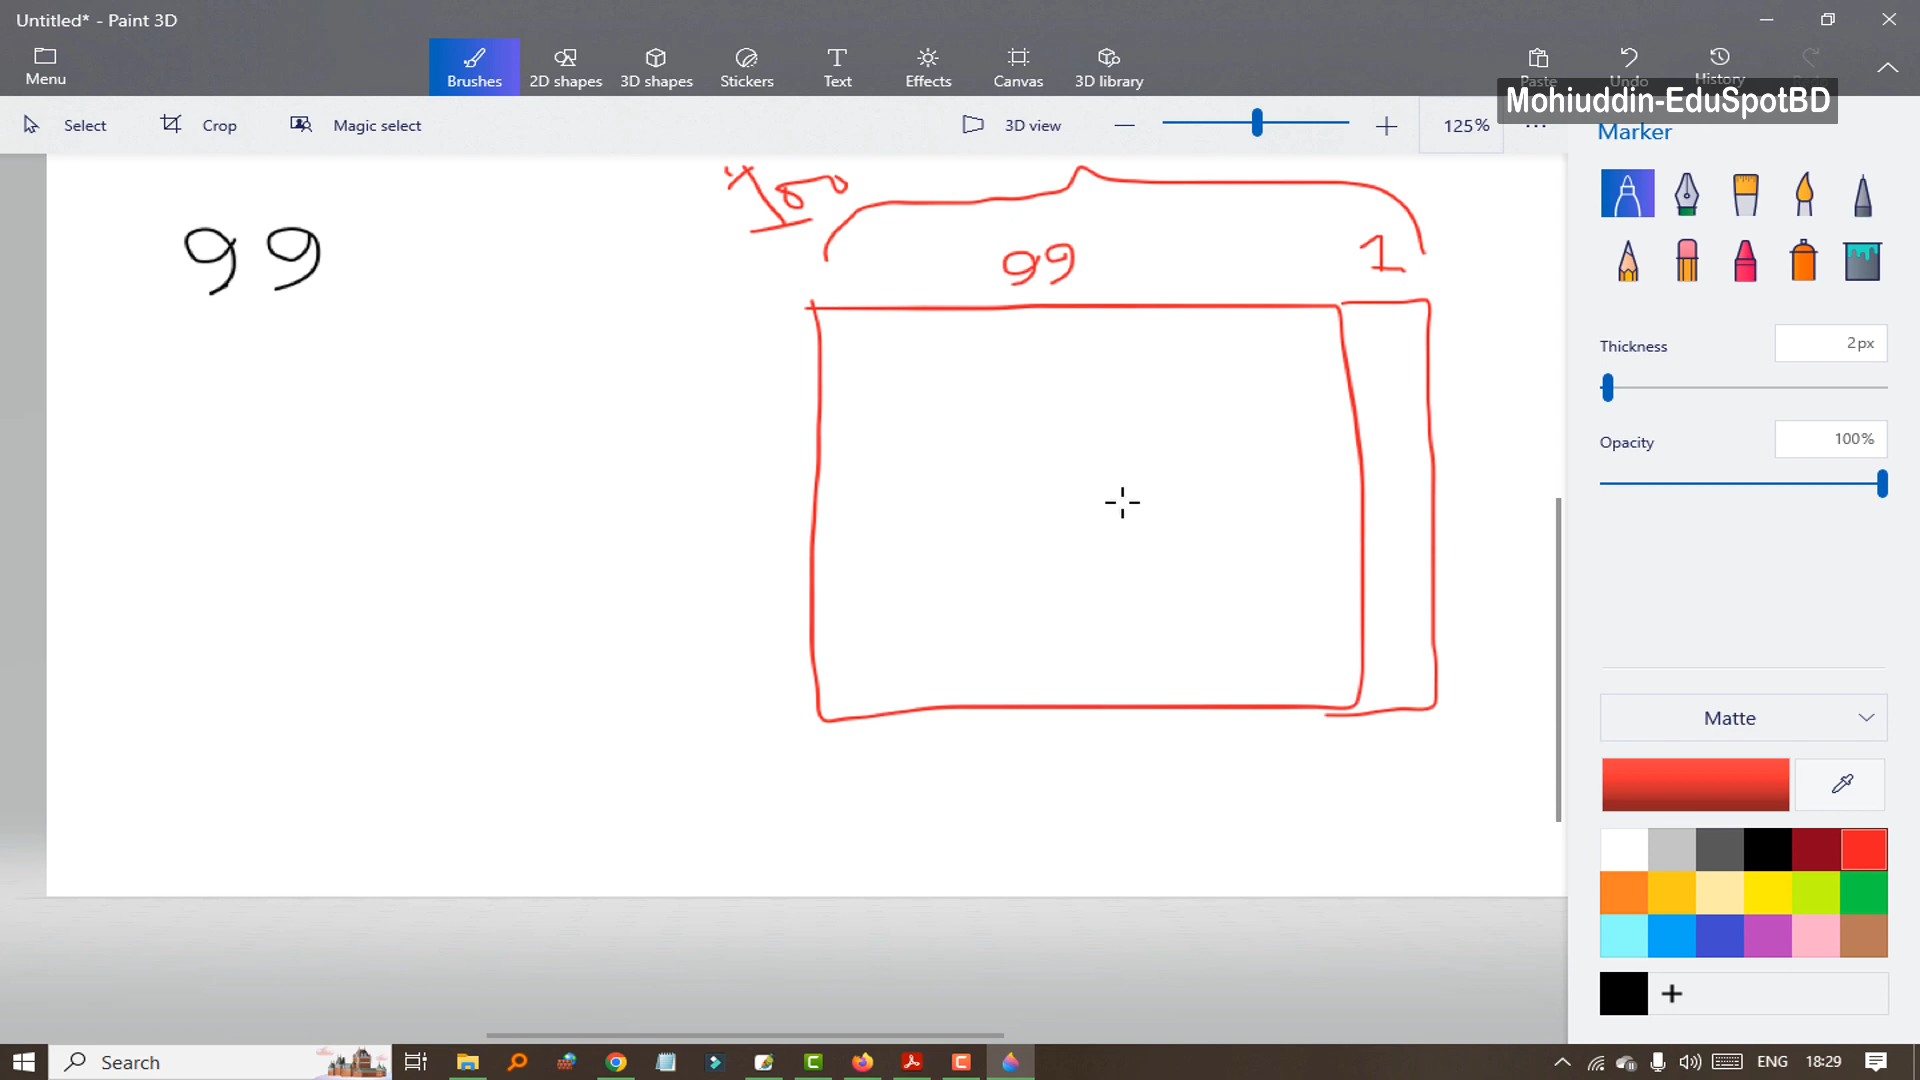 Untitled* - Paint 3D
Menu
Brushes
2D shapes
3D shapes
Stickers
Text
Effects
Canvas
3D library
Paste
Undo
History
Redo
Mohiuddin-EduSpotBD
Select
Crop
Magic select
3D view
125%
Marker
99
99
1
Thickness
2px
Opacity
100%
Matte
Search
ENG
18:29